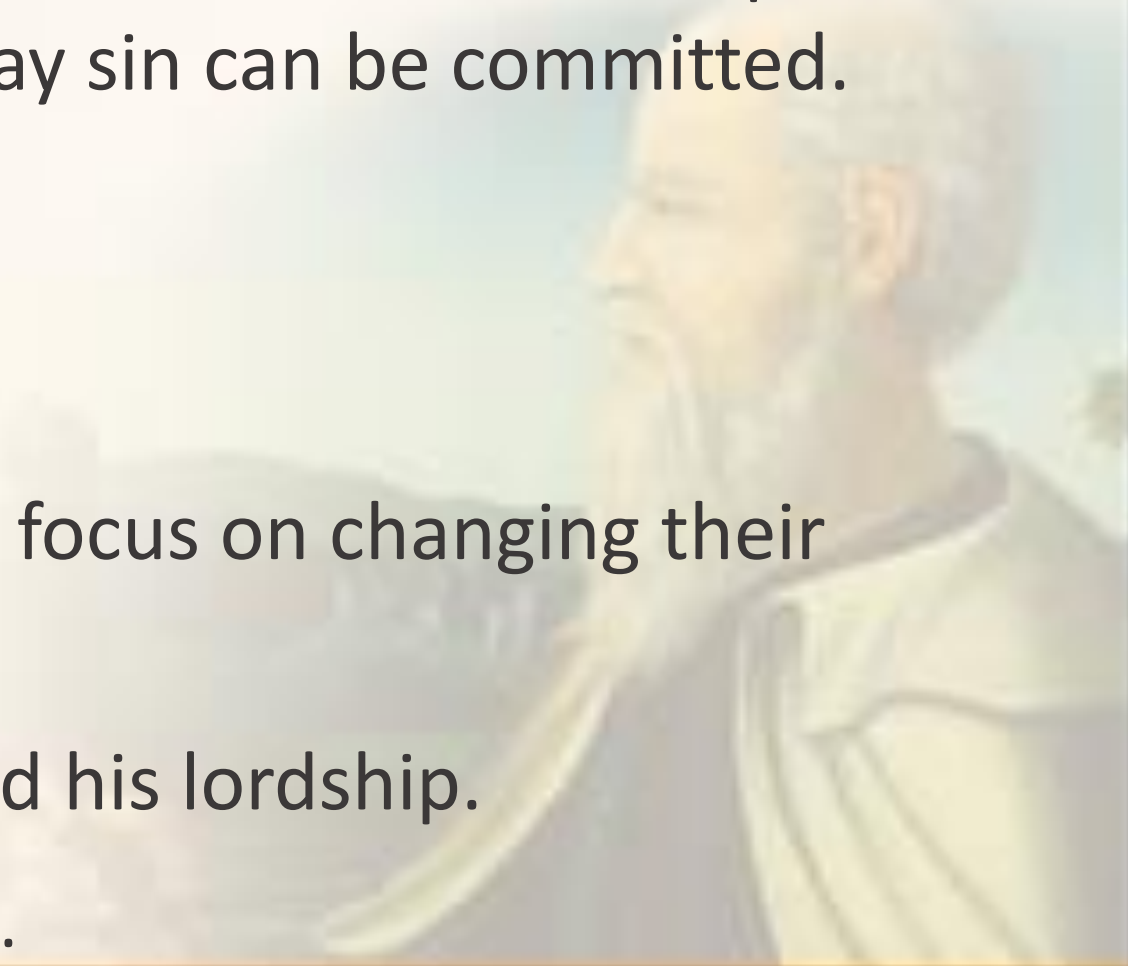 ay sin can be committed.
focus on changing their
d his lordship.
.